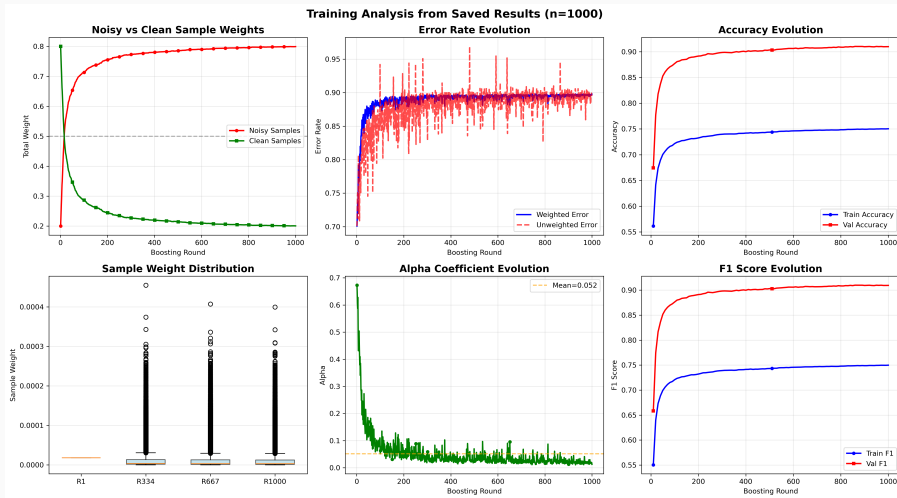 Training Analysis from Saved Results (n=1000)
Noisy vs Clean Sample Weights
Total Weight
0.8
0.7
0.6
0.5
0.4
0.3
0.2
0 200 400 600 800 1000
Boosting Round
Noisy Samples
Clean Samples
Error Rate Evolution
Error Rate
0.95
0.90
0.85
0.80
0.75
0.70
0 200 400 600 800 1000
Boosting Round
Weighted Error
Unweighted Error
Accuracy Evolution
Accuracy
0.90
0.85
0.80
0.75
0.70
0.65
0.60
0.55
0 200 400 600 800 1000
Boosting Round
Train Accuracy
Val Accuracy
Sample Weight Distribution
Sample Weight
0.0004
0.0003
0.0002
0.0001
0.0000
R1 R334 R667 R1000
Alpha Coefficient Evolution
Alpha
0.7
0.6
0.5
0.4
0.3
0.2
0.1
0.0
0 200 400 600 800 1000
Boosting Round
Mean=0.052
F1 Score Evolution
F1 Score
0.90
0.85
0.80
0.75
0.70
0.65
0.60
0.55
0 200 400 600 800 1000
Boosting Round
Train F1
Val F1